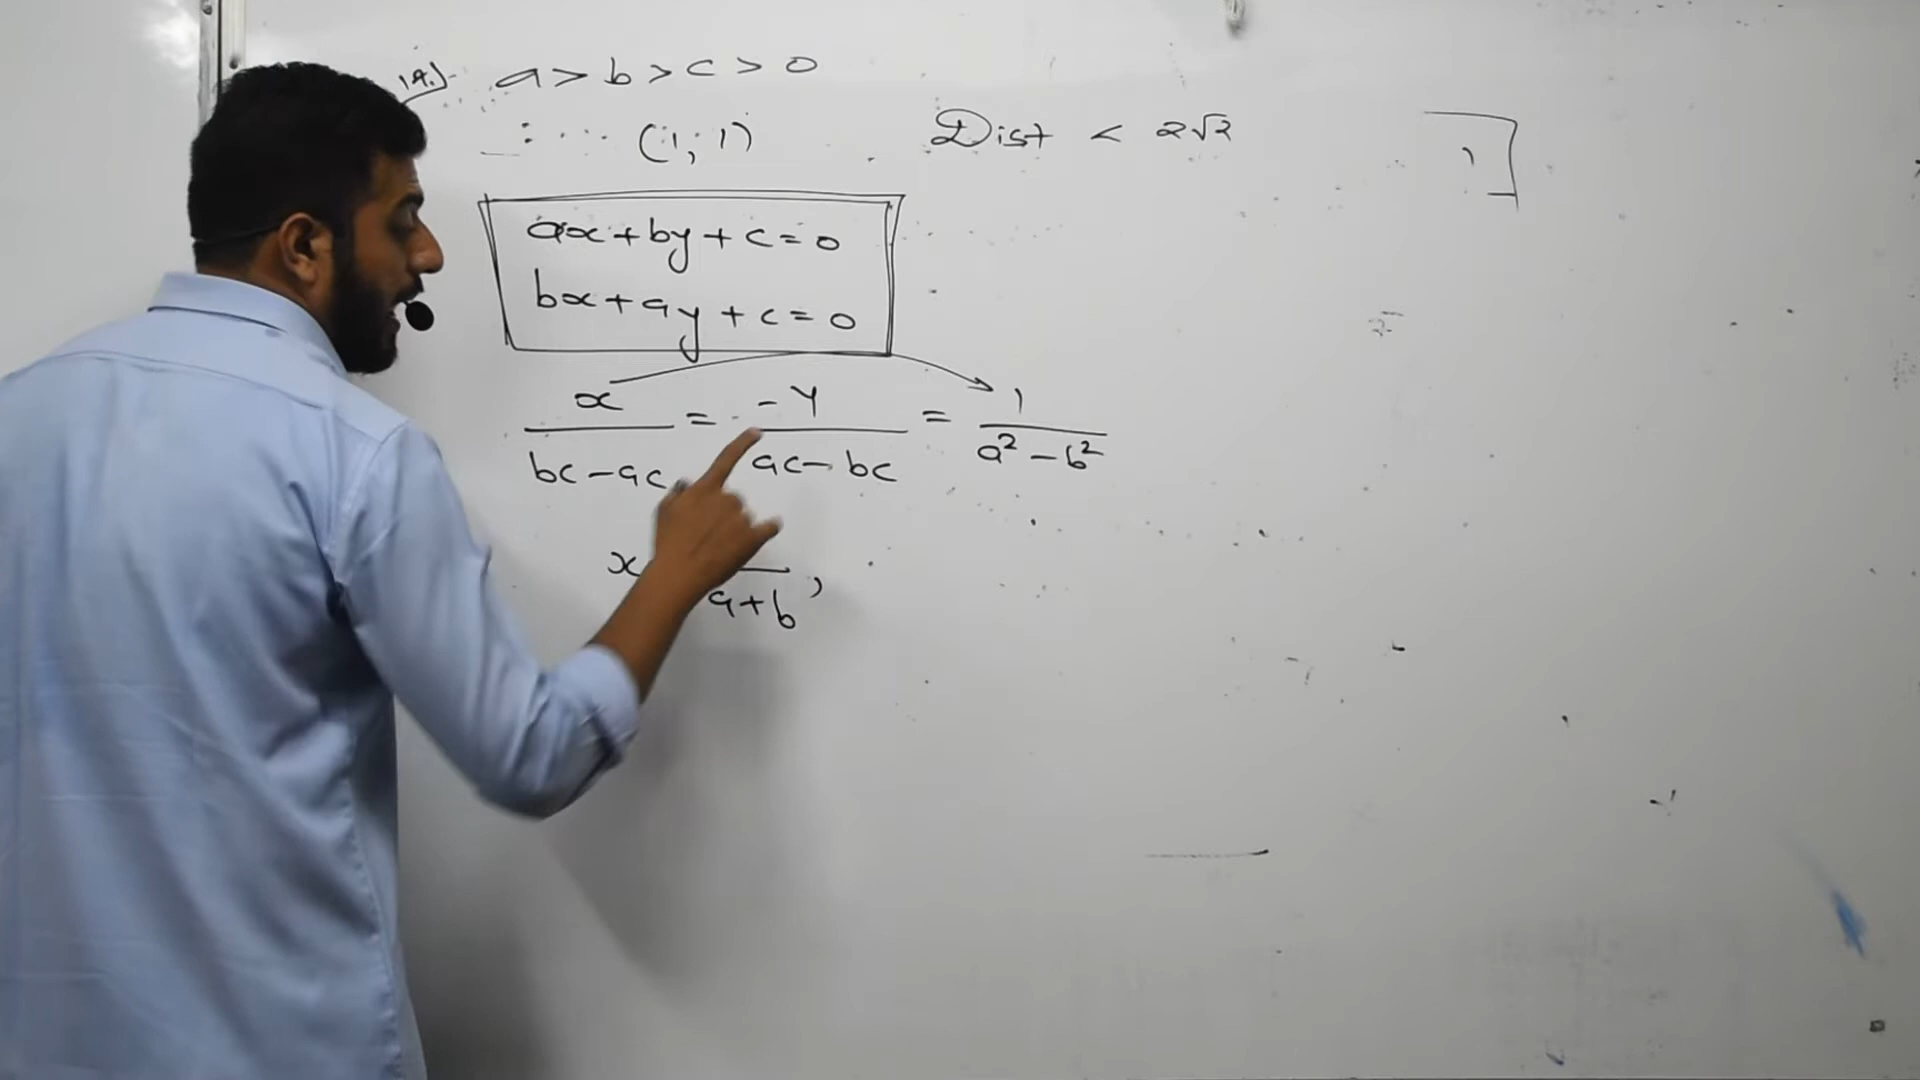 1A.)- a > b > c > 0
(1, 1) Dist < 2√2
ax + by + c = 0
bx + ay + c = 0
x/(bc - ac) = -y/(ac - bc) = 1/(a² - b²)
x a+b ,